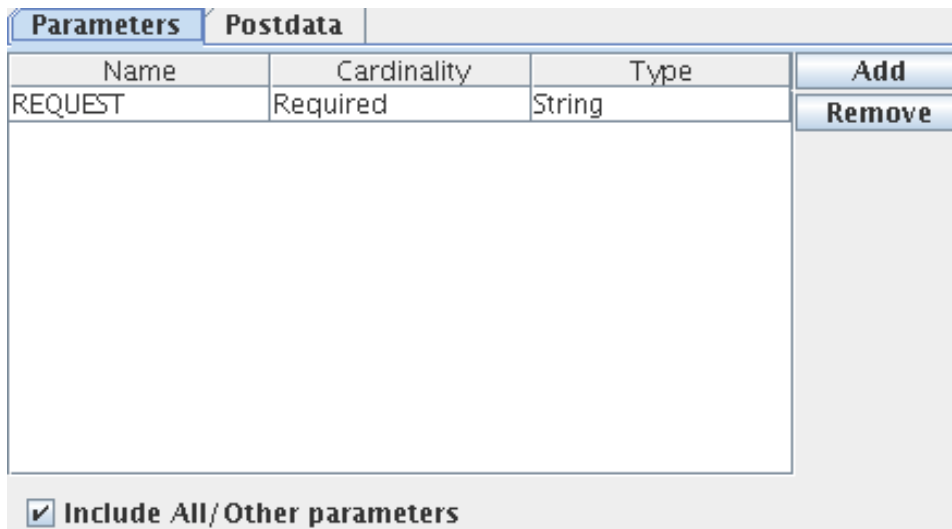 Parameters Postdata
Name Cardinality Type Add
REQUEST Required String Remove
Include All/Other parameters